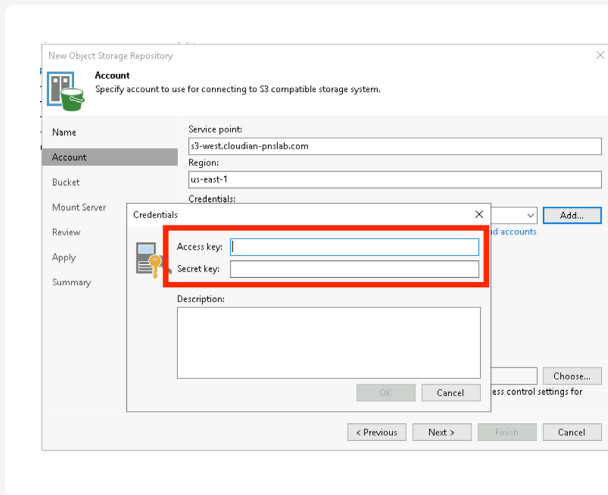 New Object Storage Repository
Account
Specify account to use for connecting to S3 compatible storage system.
Name
Account
Bucket
Mount Server
Review
Apply
Summary
Service point:
s3-west.cloudian-pnslab.com
Region:
us-east-1
Credentials:
Add...
accounts
Credentials
Access key:
Secret key:
Description:
OK
Cancel
Choose...
control settings for
< Previous
Next >
Finish
Cancel